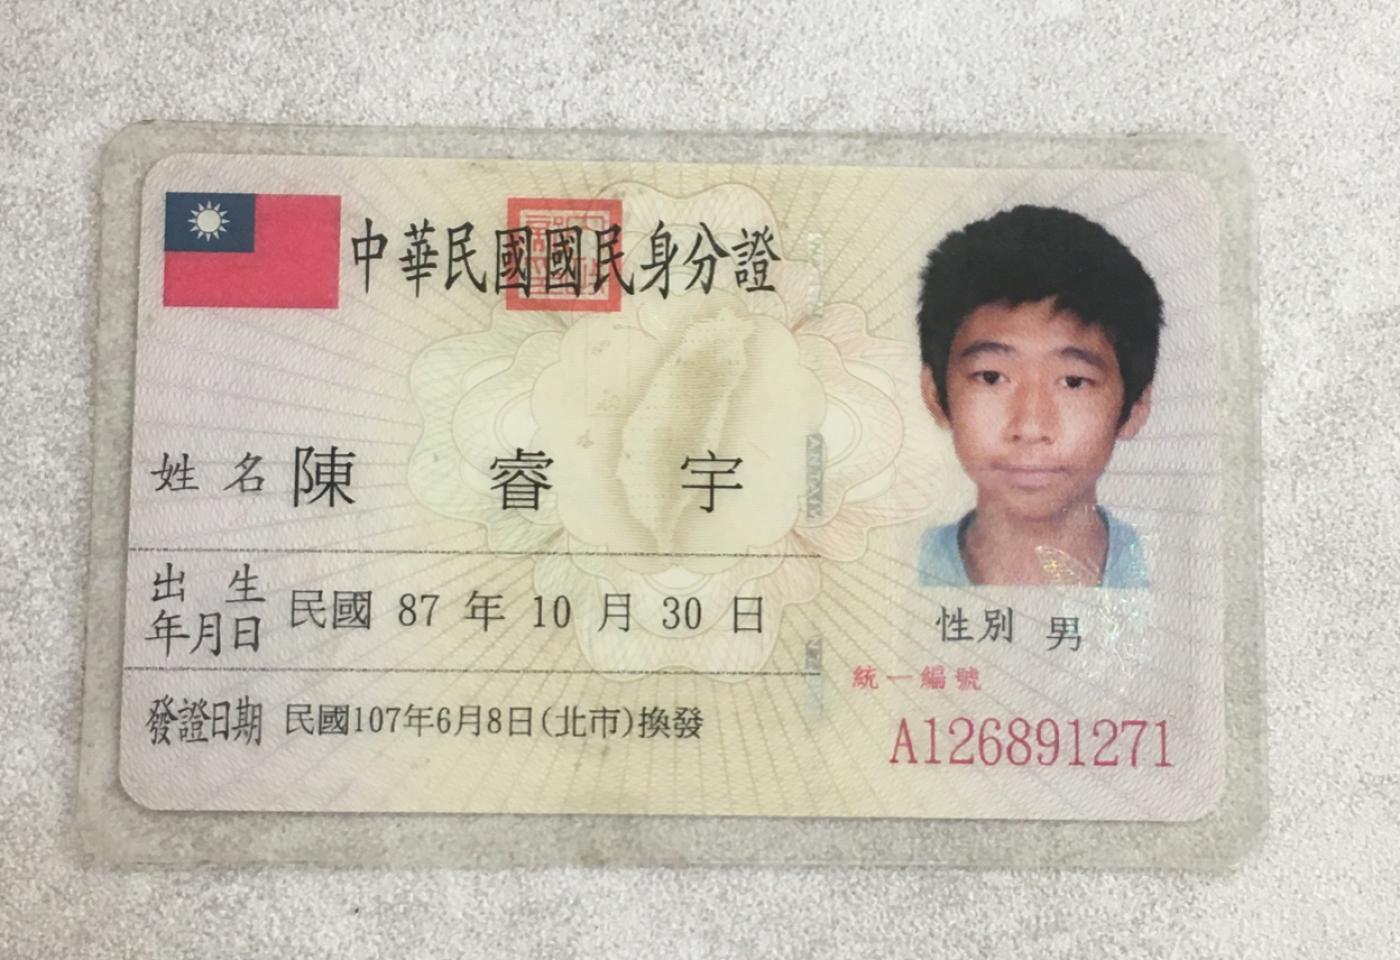 中華民國國民身分證
姓名 陳睿宇
出生年月日 民國 87 年 10 月 30 日
發證日期 民國107年6月8日(北市)換發
性別 男
統一編號
A126891271